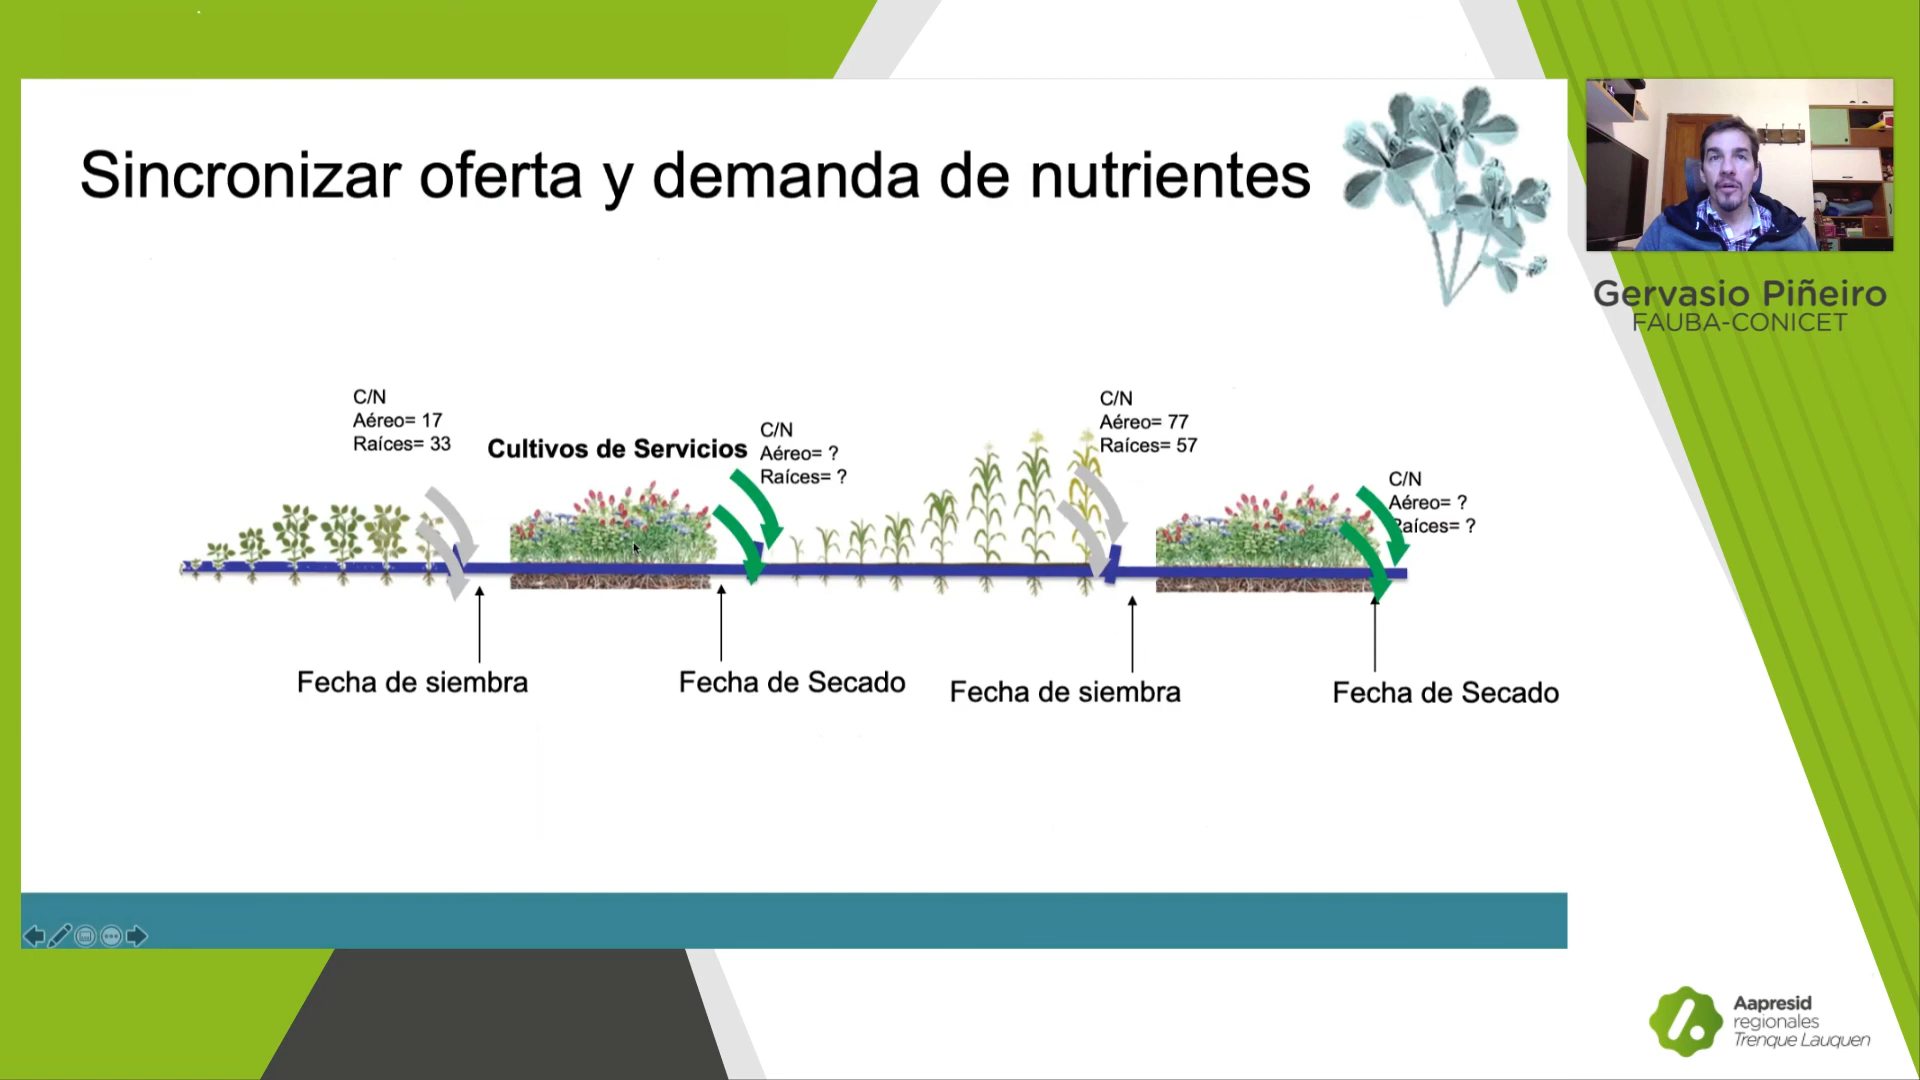 Sincronizar oferta y demanda de nutrientes
Gervasio Piñeiro
FAUBA-CONICET
C/N
Aéreo= 17
Raíces= 33
Cultivos de Servicios
C/N
Aéreo= ?
Raíces= ?
C/N
Aéreo= 77
Raíces= 57
C/N
Aéreo= ?
Raíces= ?
Fecha de siembra
Fecha de Secado
Fecha de siembra
Fecha de Secado
Aapresid
regionales
Trenque Lauquen